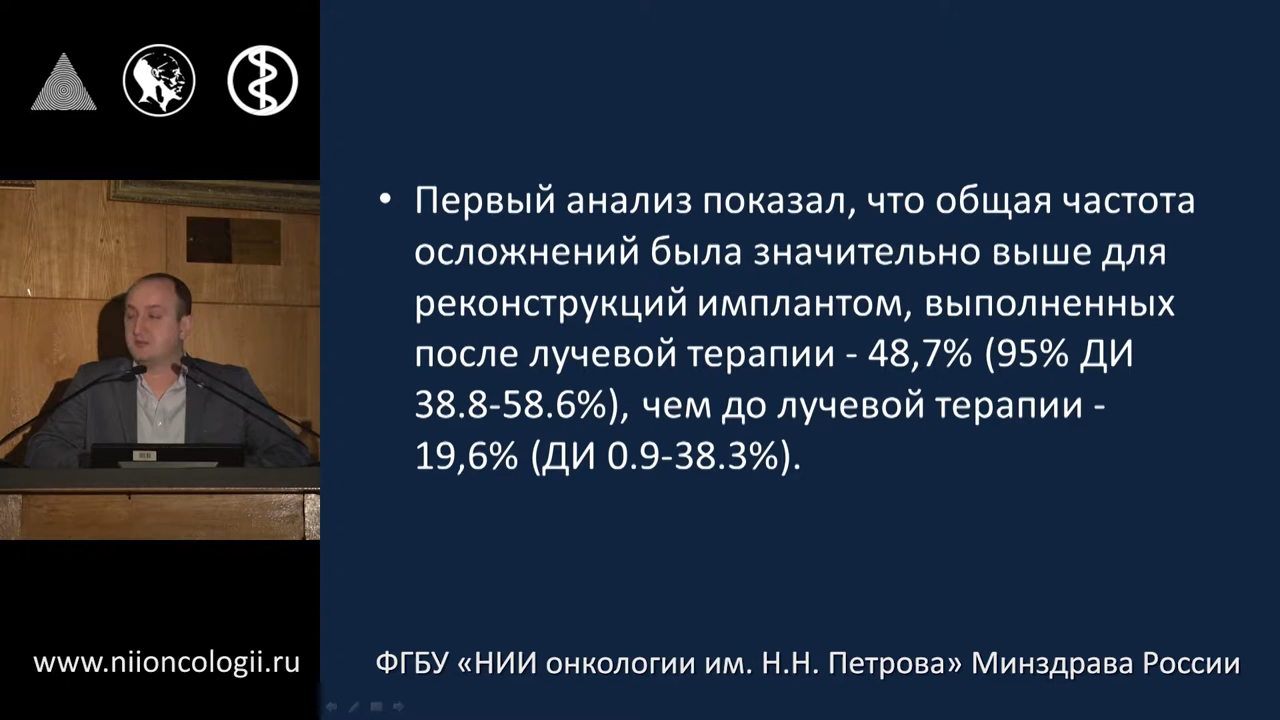 • Первый анализ показал, что общая частота
осложнений была значительно выше для
реконструкций имплантом, выполненных
после лучевой терапии - 48,7% (95% ДИ
38.8-58.6%), чем до лучевой терапии -
19,6% (ДИ 0.9-38.3%).
www.niioncologii.ru
ФГБУ «НИИ онкологии им. Н.Н. Петрова» Минздрава России